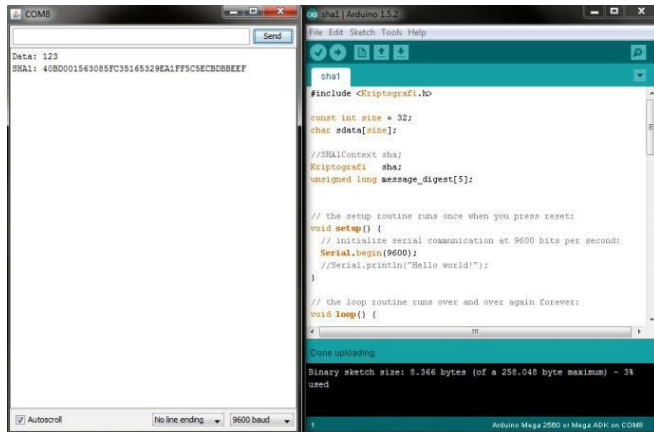 COM8
Send
Data: 123
SHA1: 40BD001563085FC35165329EA1FF5C5ECBDBBEEF
Autoscroll
No line ending
9600 baud
sha1 | Arduino 1.5.2
File Edit Sketch Tools Help
sha1
#include <Kriptografi.h>
const int size = 32;
char sdata[size];
//SHA1Context sha;
Kriptografi sha;
unsigned long message_digest[5];
// the setup routine runs once when you press reset:
void setup() {
// initialize serial communication at 9600 bits per second:
Serial.begin(9600);
//Serial.println("Hello world!");
}
// the loop routine runs over and over again forever:
void loop() {
Done uploading.
Binary sketch size: 8.366 bytes (of a 258.048 byte maximum) - 3%
used
1
Arduino Mega 2560 or Mega ADK on COM8